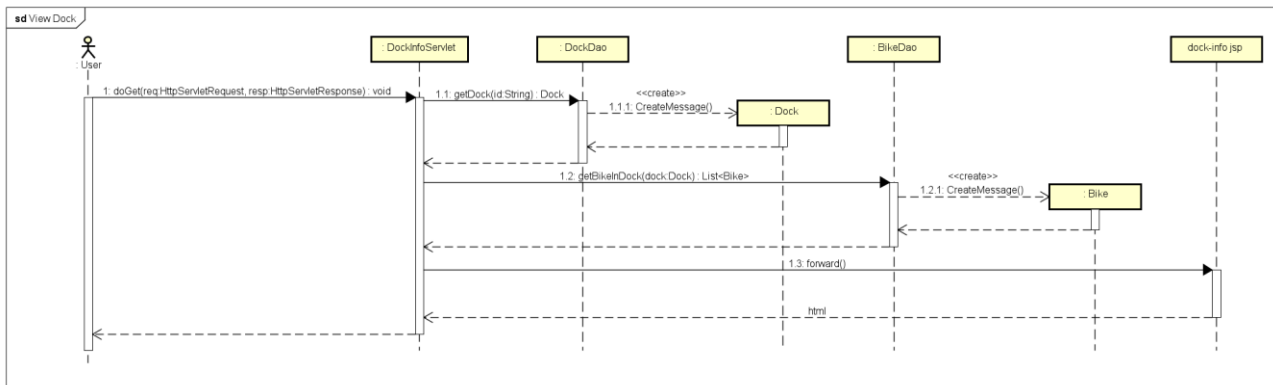 sd View Dock
: User
: DockInfoServlet
: DockDao
: BikeDao
dock-info jsp
1: doGet(req:HttpServletRequest, resp:HttpServletResponse) : void
1.1: getDock(id:String) : Dock
<<create>>
1.1.1: CreateMessage()
: Dock
1.2: getBikeInDock(dock:Dock) : List<Bike>
<<create>>
1.2.1: CreateMessage()
: Bike
1.3: forward()
html